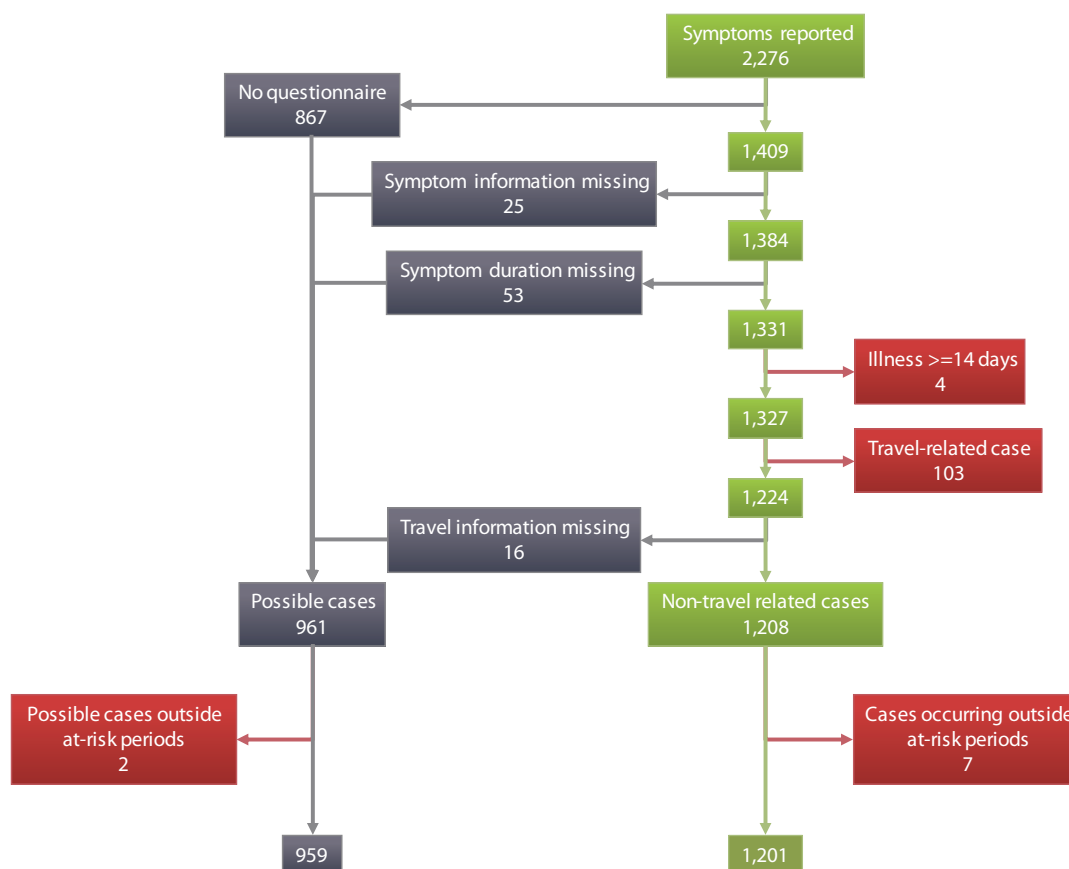 Symptoms reported
2,276
No questionnaire
867
1,409
Symptom information missing
25
1,384
Symptom duration missing
53
1,331
Illness >=14 days
4
1,327
Travel-related case
103
1,224
Travel information missing
16
Possible cases
961
Non-travel related cases
1,208
Possible cases outside
at-risk periods
2
Cases occurring outside
at-risk periods
7
959
1,201